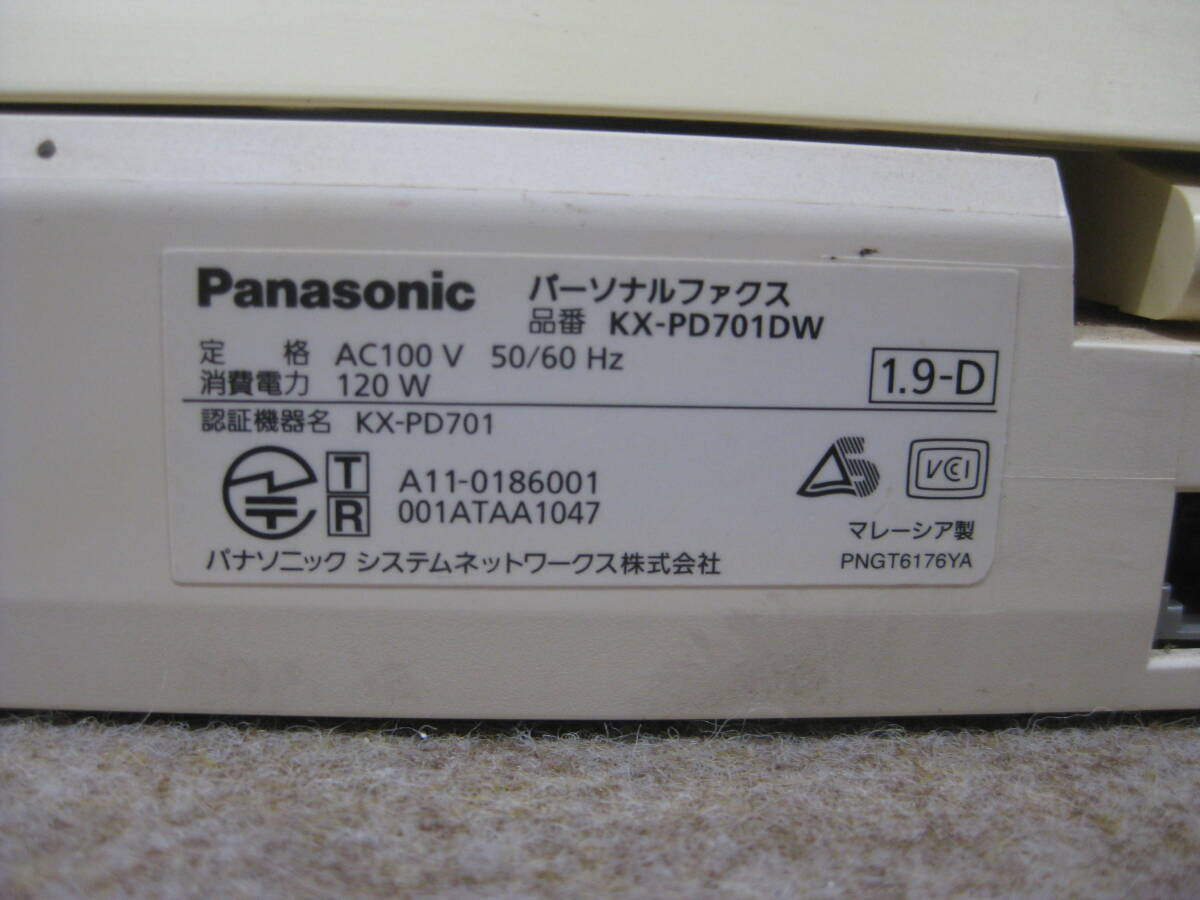 Panasonic パーソナルファクス
品番 KX-PD701DW
定 格 AC100 V 50/60 Hz
消費電力 120 W
1.9-D
認証機器名 KX-PD701
T A11-0186001
R 001ATAA1047
S
VCCI
マレーシア製
パナソニック システムネットワークス株式会社
PNGT6176YA